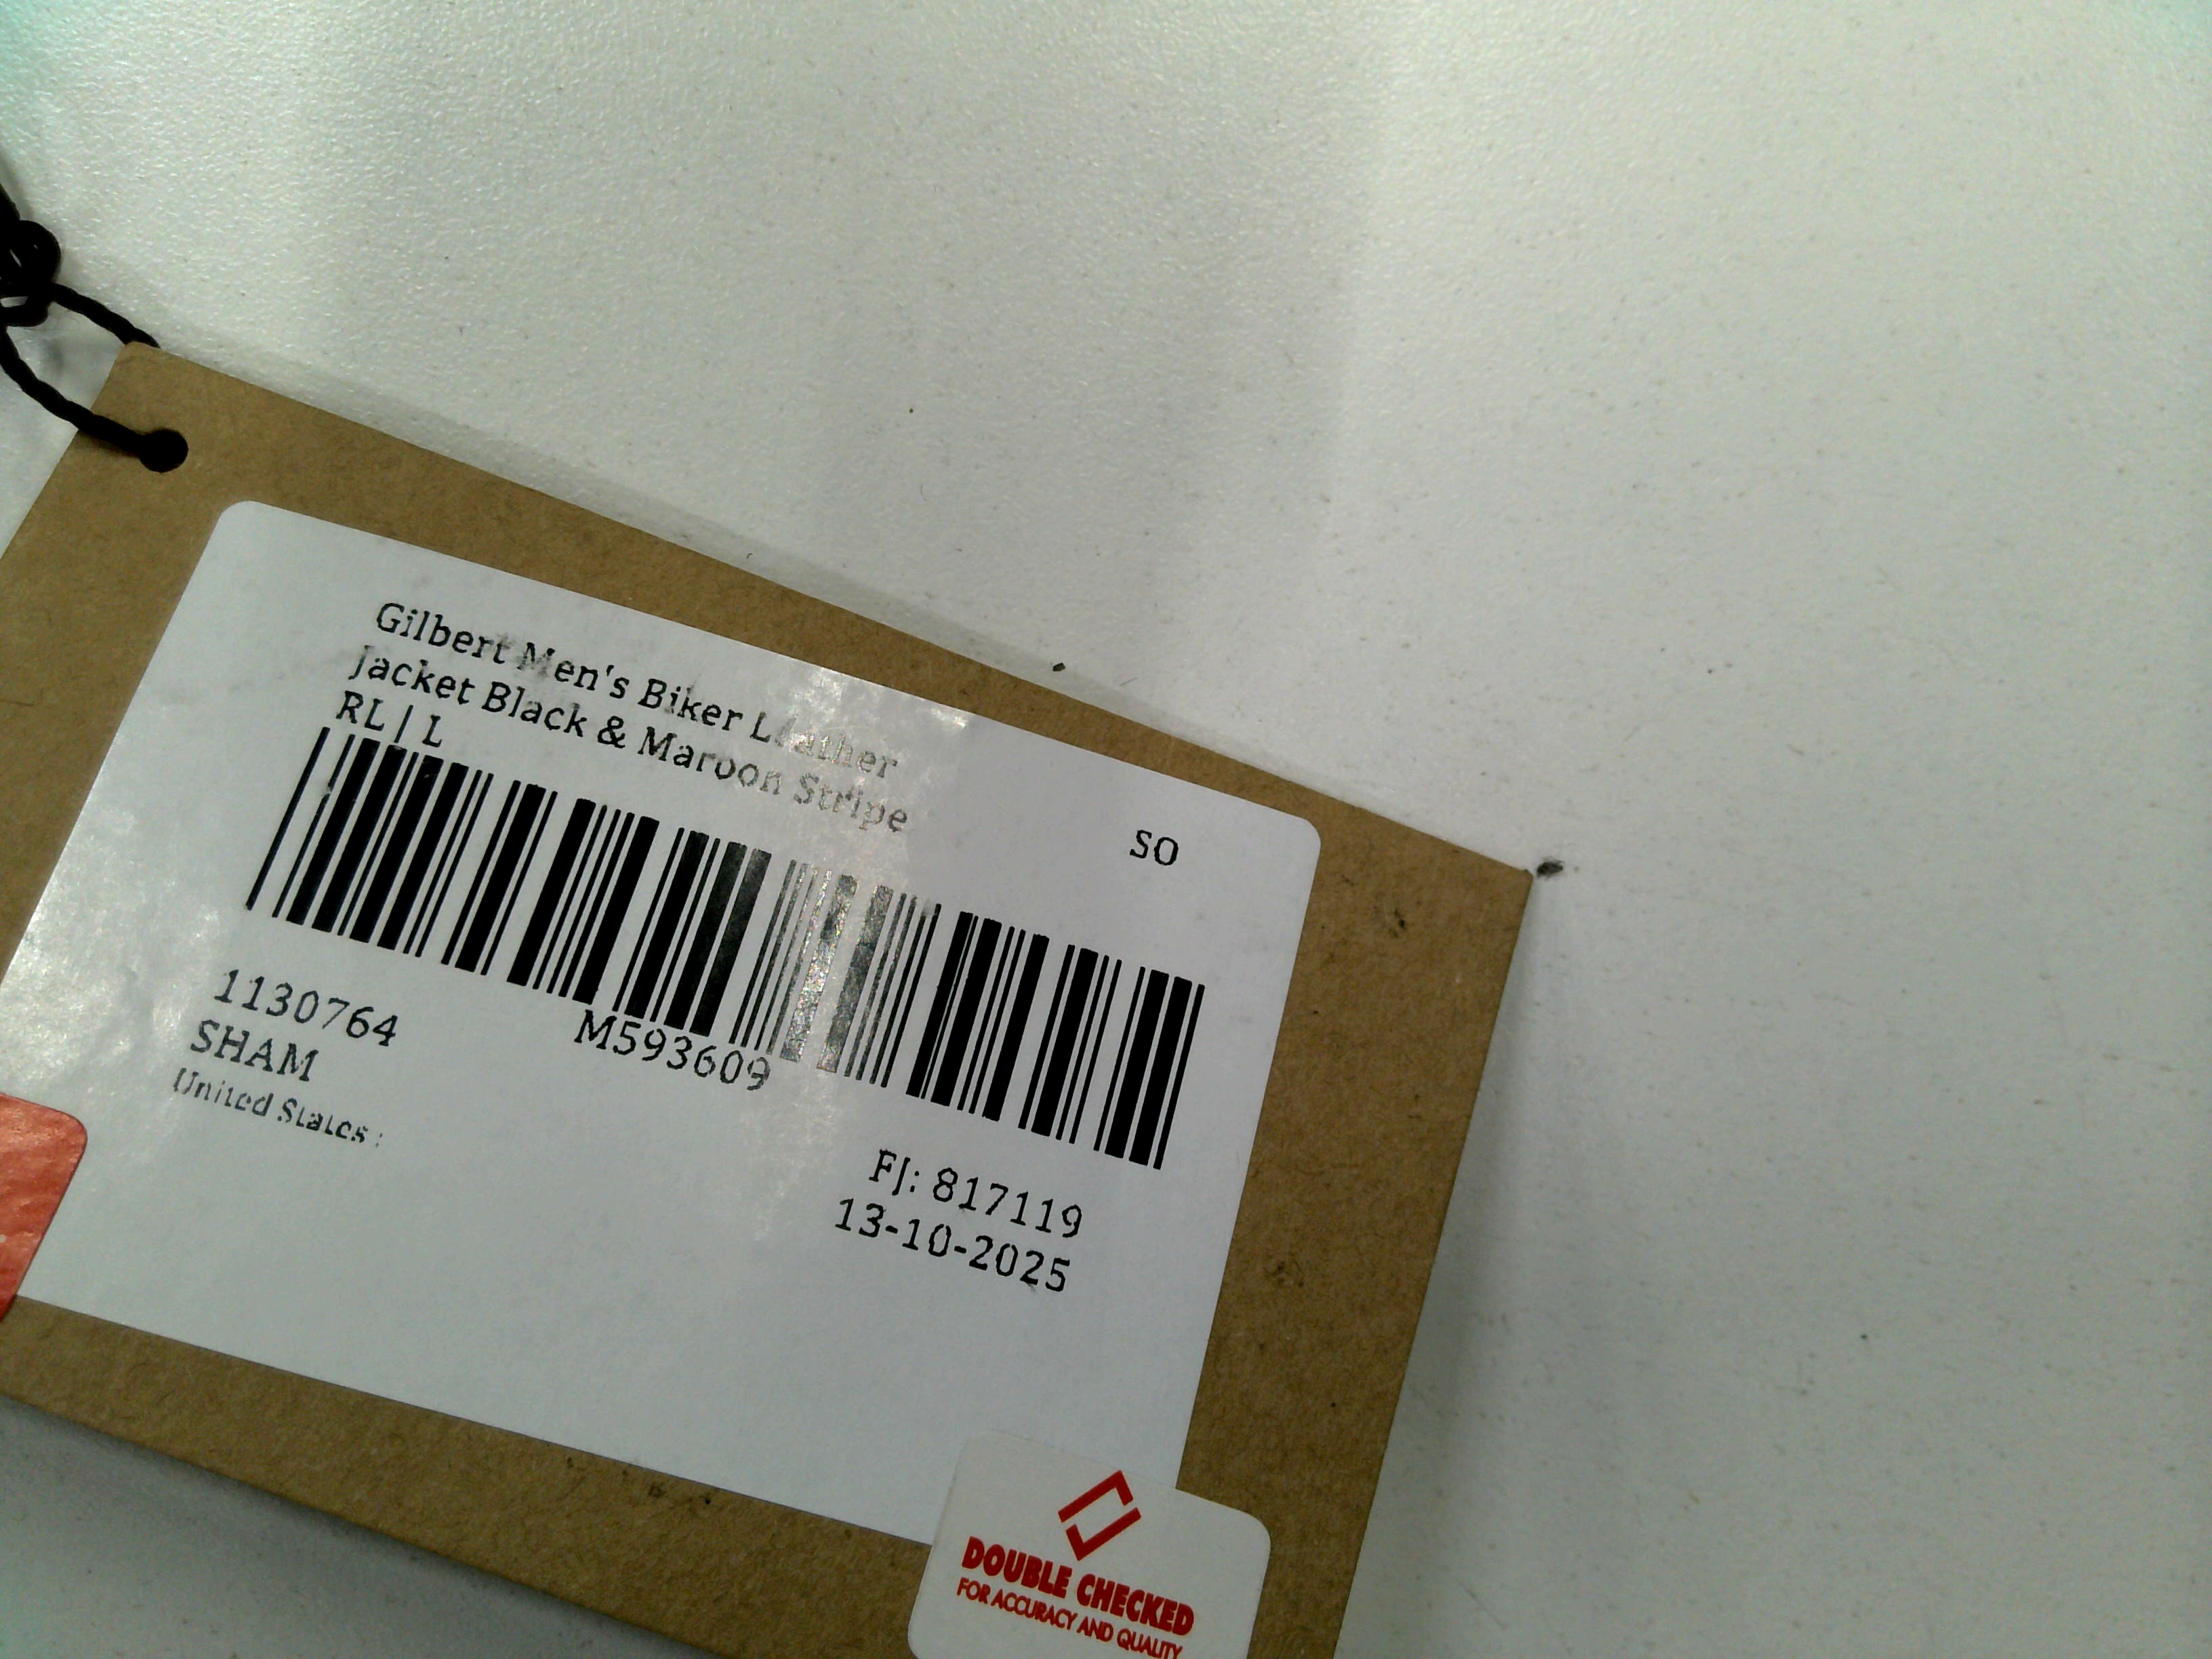 Gilbert Men's Biker Leather
Jacket Black & Maroon Stripe
RL | L
SO
1130764
M593609
SHAM
United States :
FJ: 817119
13-10-2025
DOUBLE CHECKED
FOR ACCURACY AND QUALITY